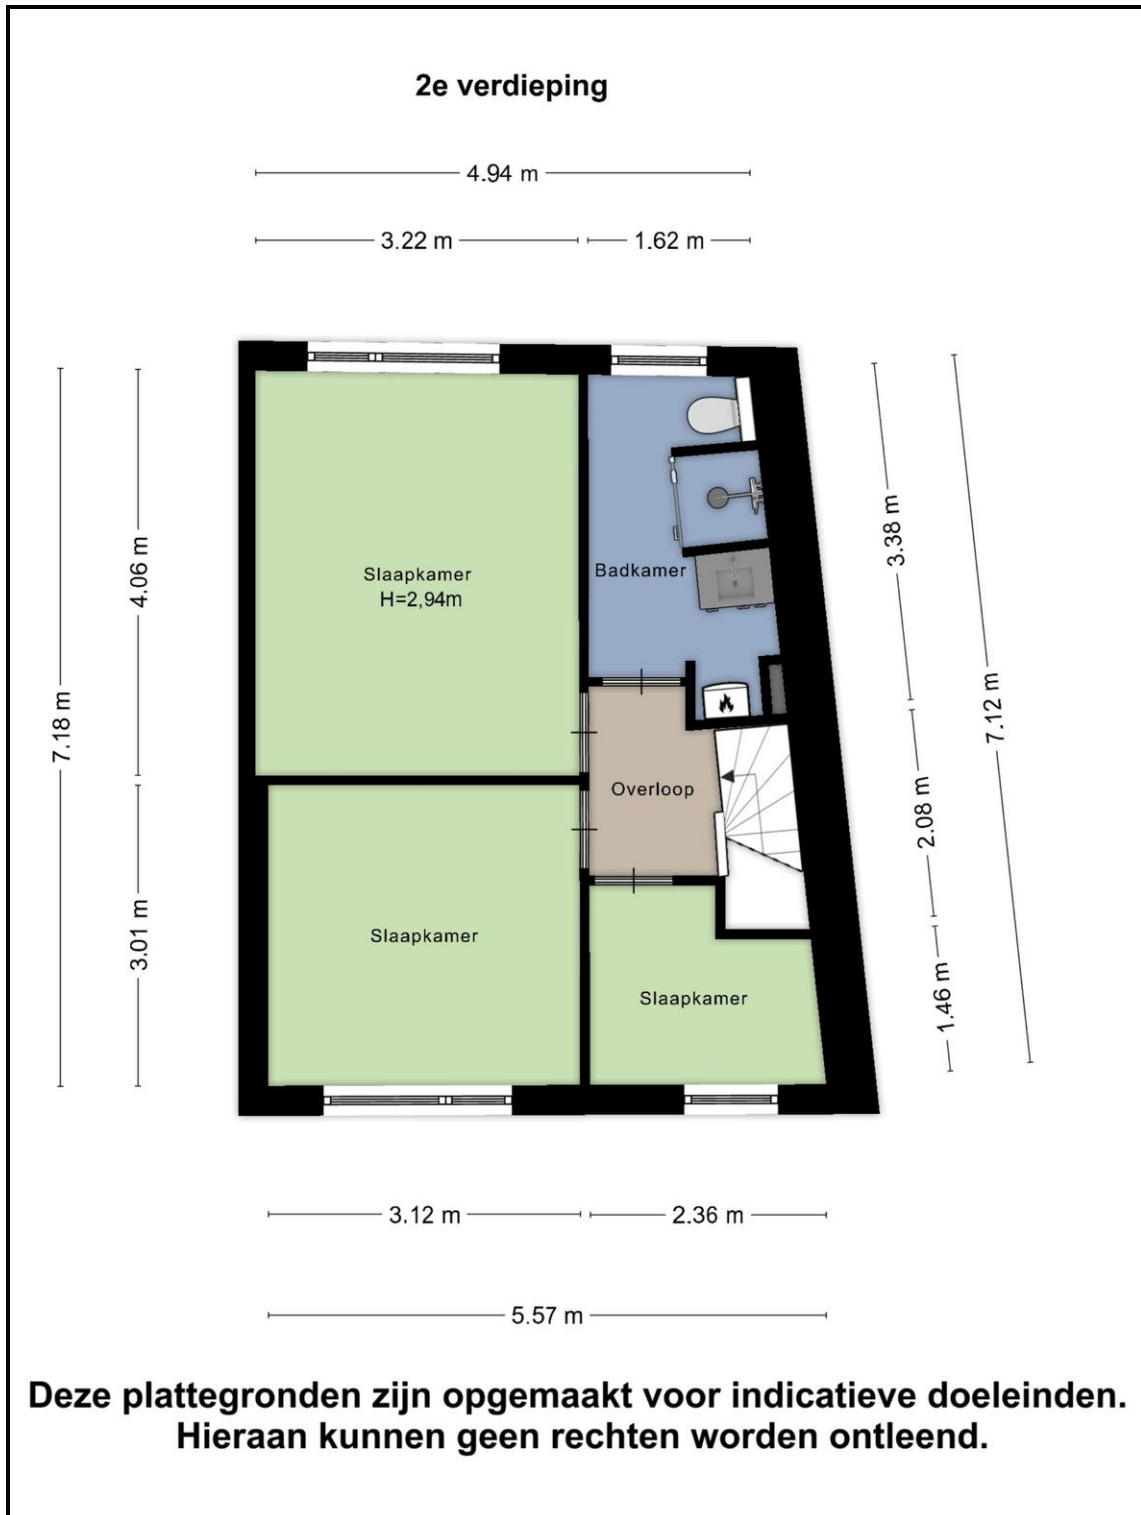 2e verdieping
4.94 m
3.22 m
1.62 m
3.38 m
4.06 m
Slaapkamer
H=2,94m
Badkamer
7.18 m
7.12 m
Overloop
2.08 m
3.01 m
Slaapkamer
1.46 m
Slaapkamer
3.12 m
2.36 m
5.57 m
Deze plattegronden zijn opgemaakt voor indicatieve doeleinden.
Hieraan kunnen geen rechten worden ontleend.